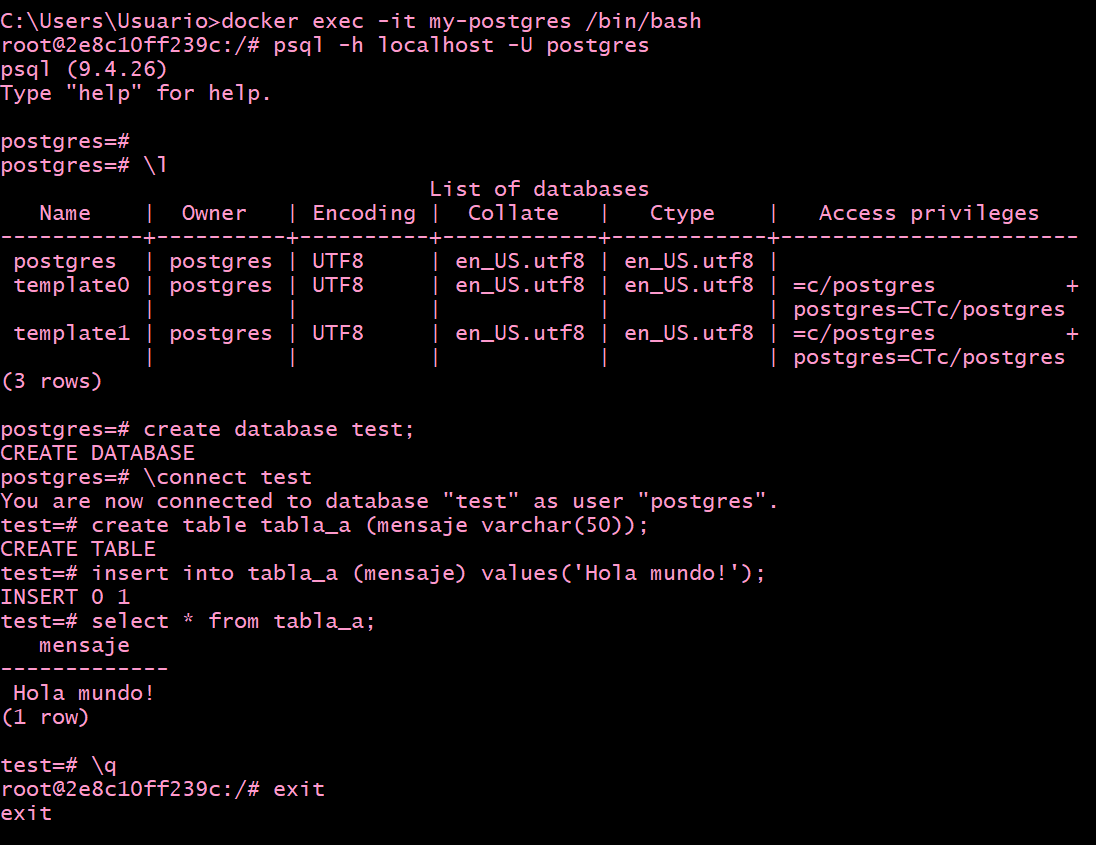 C:\Users\Usuario>docker exec -it my-postgres /bin/bash
root@2e8c10ff239c:/# psql -h localhost -U postgres
psql (9.4.26)
Type "help" for help.

postgres=#
postgres=# \l
                                 List of databases
   Name    |  Owner   | Encoding |  Collate   |   Ctype    |   Access privileges
-----------+----------+----------+------------+------------+-----------------------
 postgres  | postgres | UTF8     | en_US.utf8 | en_US.utf8 |
 template0 | postgres | UTF8     | en_US.utf8 | en_US.utf8 | =c/postgres          +
           |          |          |            |            | postgres=CTc/postgres
 template1 | postgres | UTF8     | en_US.utf8 | en_US.utf8 | =c/postgres          +
           |          |          |            |            | postgres=CTc/postgres
(3 rows)

postgres=# create database test;
CREATE DATABASE
postgres=# \connect test
You are now connected to database "test" as user "postgres".
test=# create table tabla_a (mensaje varchar(50));
CREATE TABLE
test=# insert into tabla_a (mensaje) values('Hola mundo!');
INSERT 0 1
test=# select * from tabla_a;
   mensaje
-------------
 Hola mundo!
(1 row)

test=# \q
root@2e8c10ff239c:/# exit
exit